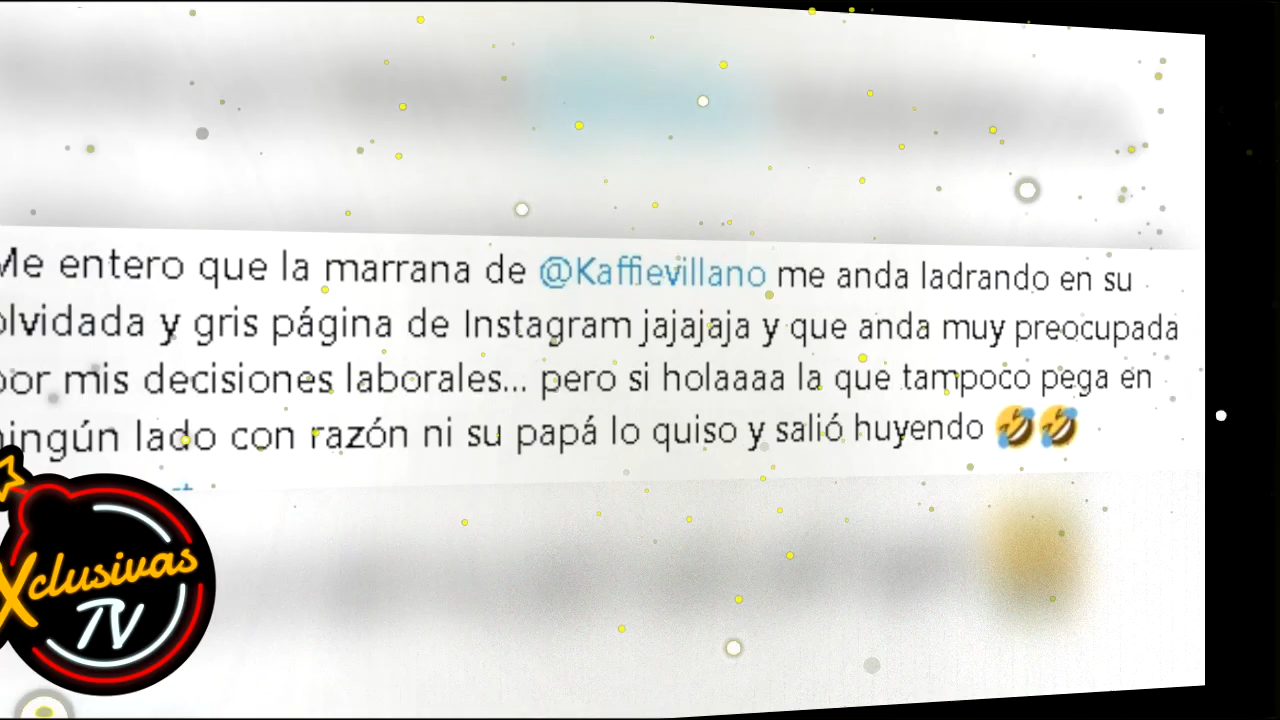 Me entero que la marrana de @Kaffievillano me anda ladrando en su
olvidada y gris página de Instagram jajajaja y que anda muy preocupada
por mis decisiones laborales... pero si holaaaa la que tampoco pega en
ningún lado con razón ni su papá lo quiso y salió huyendo 🤣🤣
Xclusivas
TV